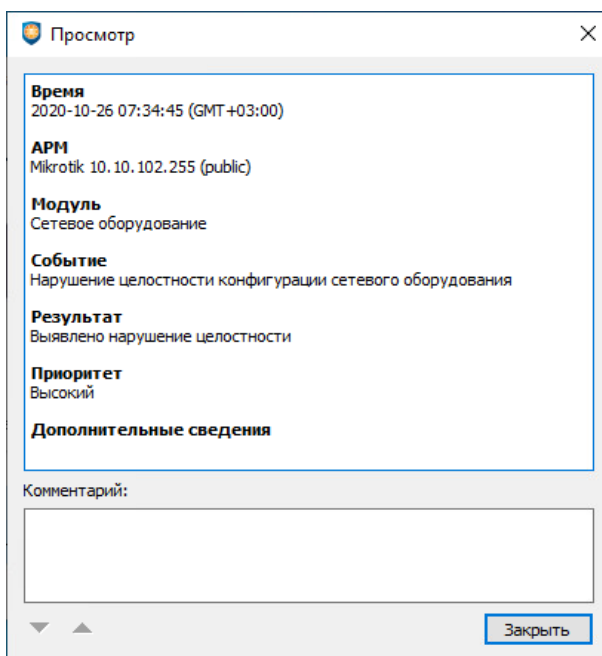 Просмотр
Время
2020-10-26 07:34:45 (GMT+03:00)
АРМ
Mikrotik 10.10.102.255 (public)
Модуль
Сетевое оборудование
Событие
Нарушение целостности конфигурации сетевого оборудования
Результат
Выявлено нарушение целостности
Приоритет
Высокий
Дополнительные сведения
Комментарий:
Закрыть